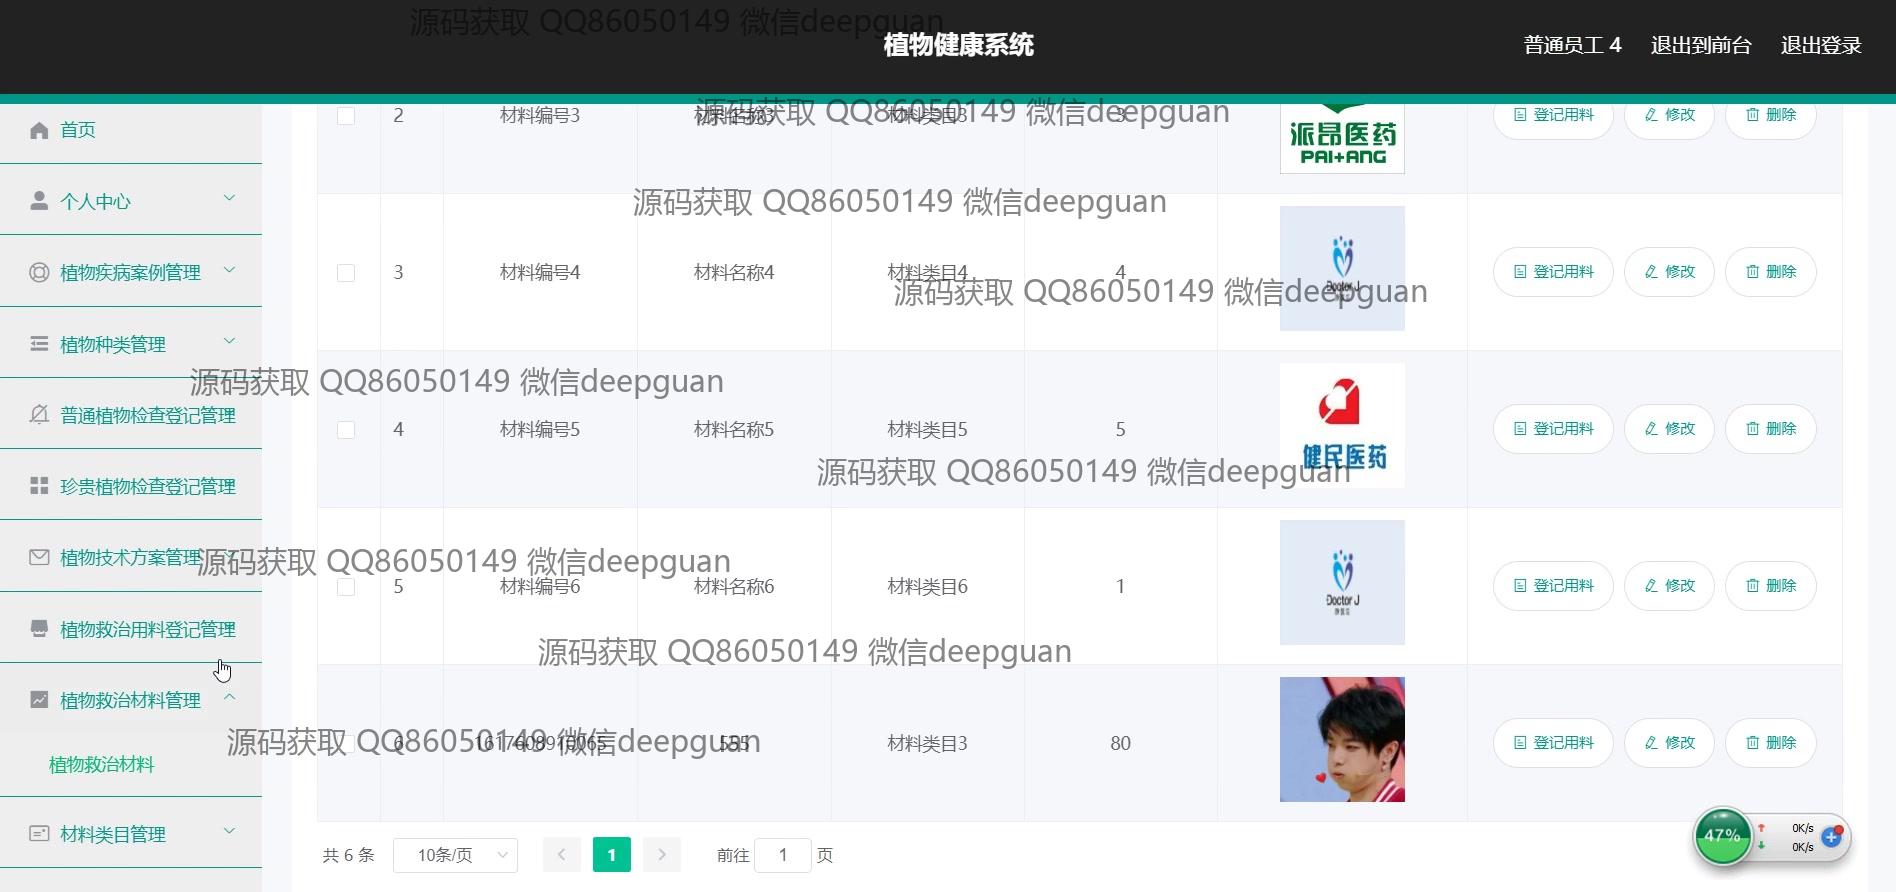 源码获取 QQ86050149 微信deepguan
植物健康系统
普通员工 4 退出到前台 退出登录
首页
个人中心
植物疾病案例管理
植物种类管理
普通植物检查登记管理
珍贵植物检查登记管理
植物技术方案管理
植物救治用料登记管理
植物救治材料管理
植物救治材料
材料类目管理
2 材料编号3 材料名称3 材料类目3 3 登记用料 修改 删除
源码获取 QQ86050149 微信deepguan
派昂医药
PAI+ANG
源码获取 QQ86050149 微信deepguan
3 材料编号4 材料名称4 材料类目4 4 登记用料 修改 删除
Doctor J
源码获取 QQ86050149 微信deepguan
源码获取 QQ86050149 微信deepguan
4 材料编号5 材料名称5 材料类目5 5 登记用料 修改 删除
健民医药
源码获取 QQ86050149 微信deepguan
源码获取 QQ86050149 微信deepguan
5 材料编号6 材料名称6 材料类目6 1 登记用料 修改 删除
Doctor J
源码获取 QQ86050149 微信deepguan
6 1617608910065 555 材料类目3 80 登记用料 修改 删除
源码获取 QQ86050149 微信deepguan
共 6 条 10条/页 1 前往 1 页
47% 0K/s
0K/s